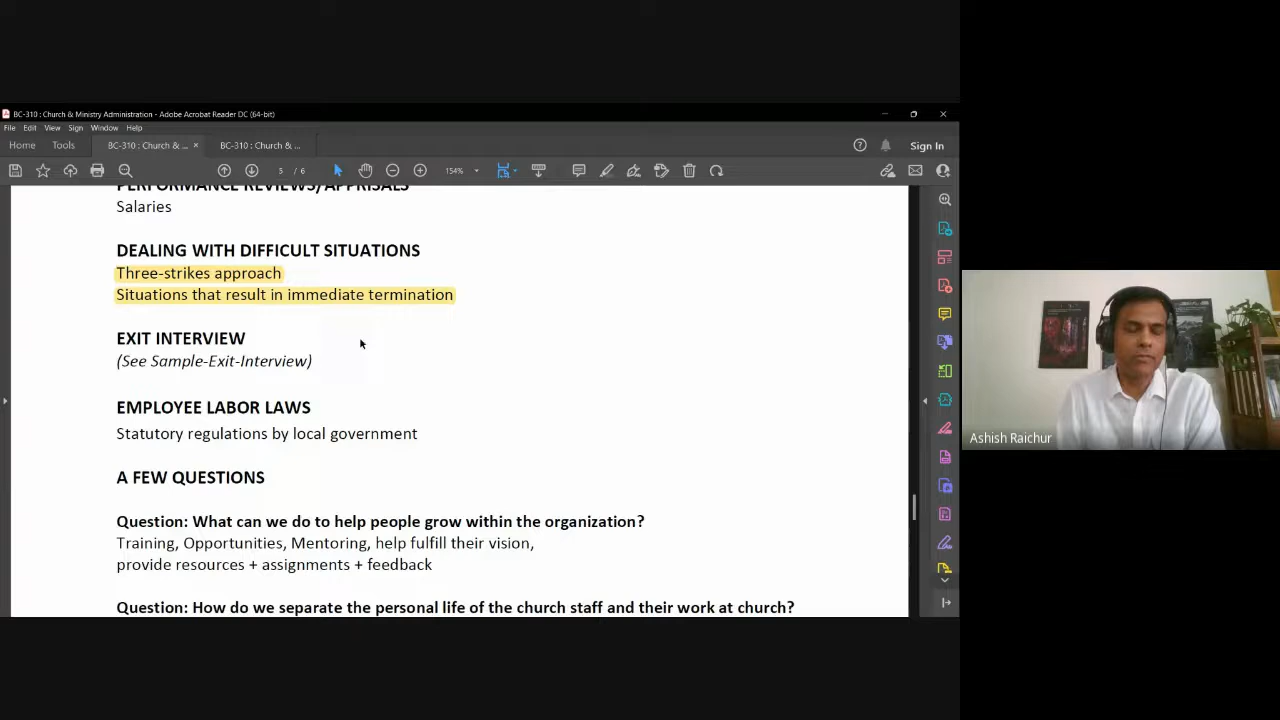 BC-310 : Church & Ministry Administration - Adobe Acrobat Reader DC (64-bit)
File Edit View Sign Window Help
Home Tools BC-310 : Church & ... × BC-310 : Church & ... Sign In
5 / 6 154%
PERFORMANCE REVIEWS/APPRISALS
Salaries
DEALING WITH DIFFICULT SITUATIONS
Three-strikes approach
Situations that result in immediate termination
EXIT INTERVIEW
(See Sample-Exit-Interview)
EMPLOYEE LABOR LAWS
Statutory regulations by local government
A FEW QUESTIONS
Question: What can we do to help people grow within the organization?
Training, Opportunities, Mentoring, help fulfill their vision,
provide resources + assignments + feedback
Question: How do we separate the personal life of the church staff and their work at church?
Ashish Raichur